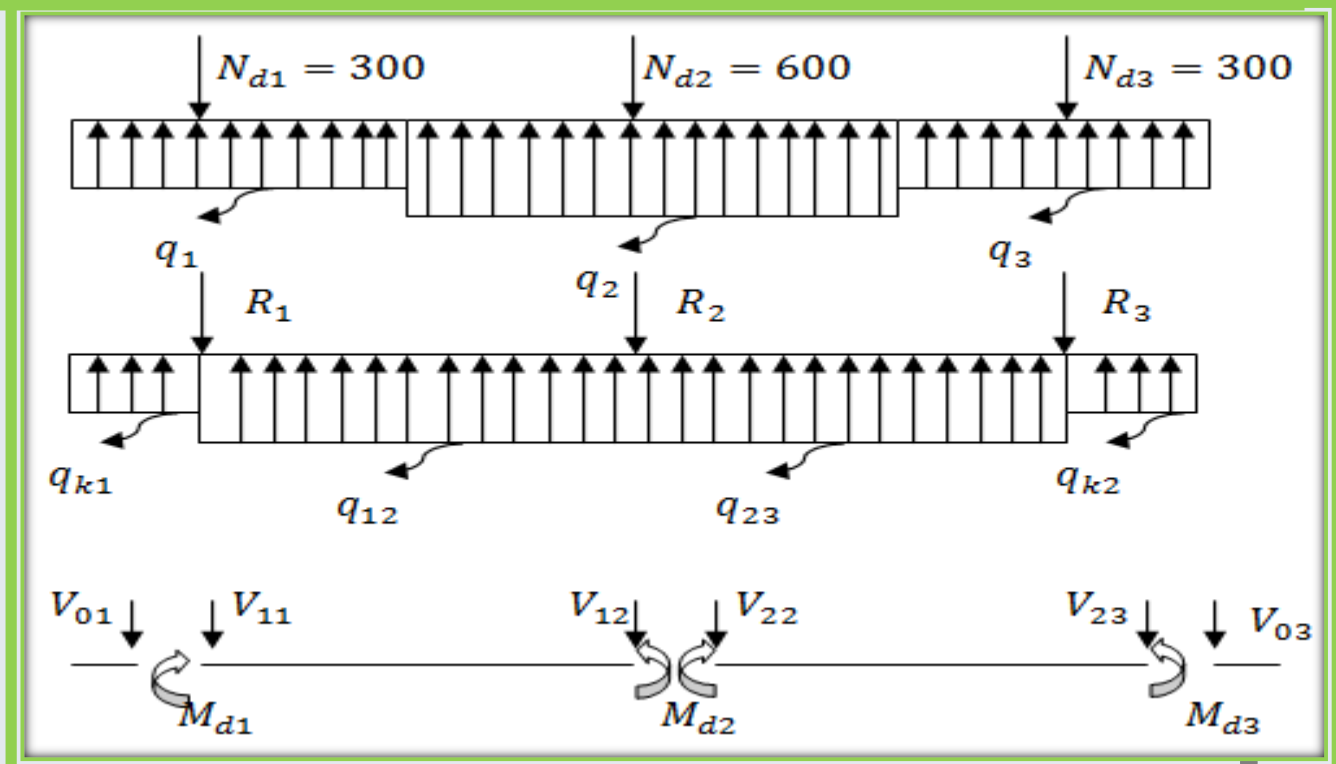 N_{d1} = 300 N_{d2} = 600 N_{d3} = 300
q_1 q_2 q_3
R_1 R_2 R_3
q_{k1} q_{12} q_{23} q_{k2}
V_{01} V_{11} V_{12} V_{22} V_{23} V_{03}
M_{d1} M_{d2} M_{d3}